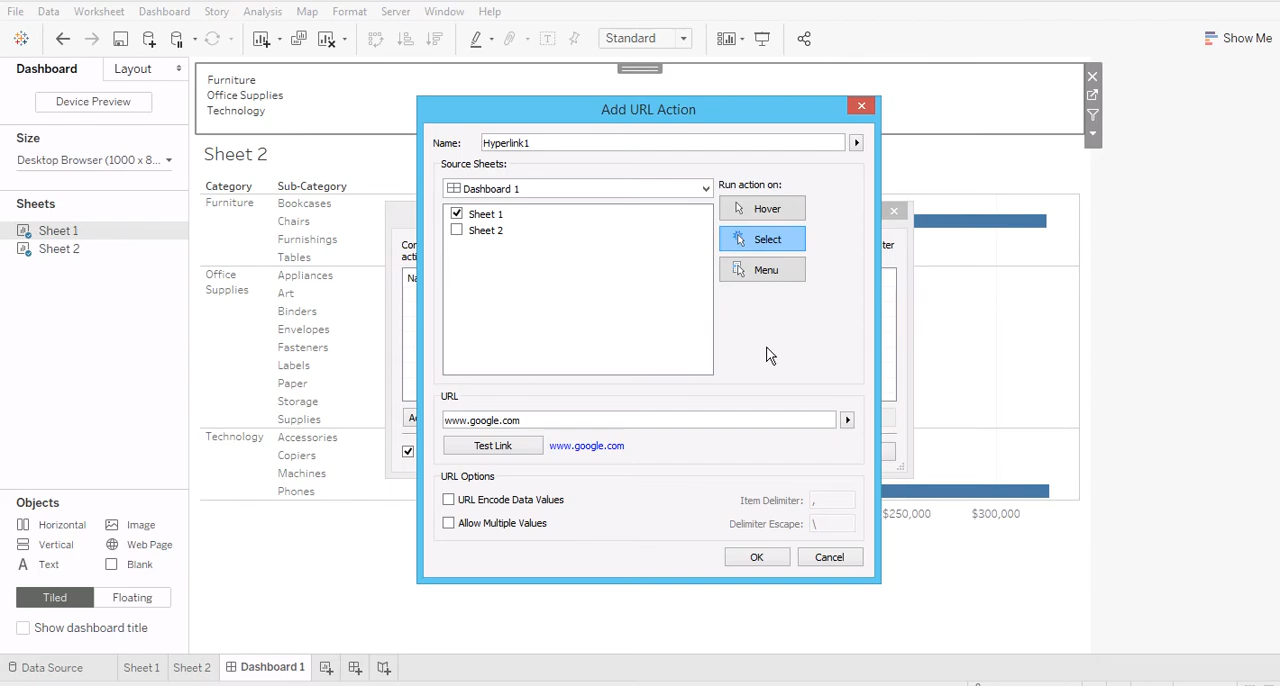 File Data Worksheet Dashboard Story Analysis Map Format Server Window Help
Standard
Show Me
Dashboard Layout
Device Preview
Size
Desktop Browser (1000 x 8...
Sheets
Sheet 1
Sheet 2
Objects
Horizontal Image
Vertical Web Page
A Text Blank
Tiled Floating
Show dashboard title
Furniture
Office Supplies
Technology
Sheet 2
Category Sub-Category
Furniture Bookcases
Chairs
Furnishings
Tables
Office Supplies Appliances
Art
Binders
Envelopes
Fasteners
Labels
Paper
Storage
Supplies
Technology Accessories
Copiers
Machines
Phones
$250,000 $300,000
Add URL Action
Name: Hyperlink1
Source Sheets:
Dashboard 1
Sheet 1
Sheet 2
Run action on:
Hover
Select
Menu
URL
www.google.com
Test Link www.google.com
URL Options
URL Encode Data Values Item Delimiter: ,
Allow Multiple Values Delimiter Escape: \
OK Cancel
Data Source Sheet 1 Sheet 2 Dashboard 1